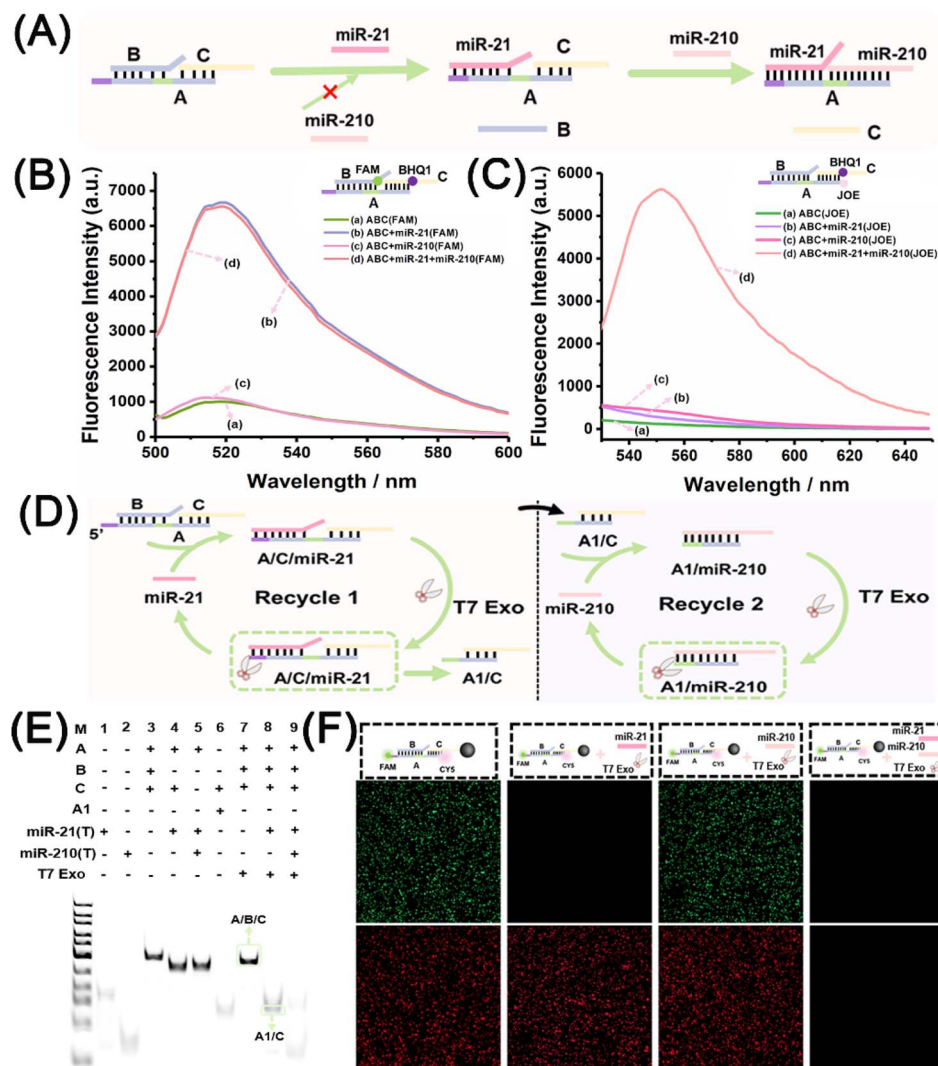 (A)
miR-21
miR-210
B
C
A
miR-210
miR-21
C
A
B
miR-21
miR-210
A
C
(B)
Fluorescence Intensity (a.u.)
7000
6000
5000
4000
3000
2000
1000
0
500
520
540
560
580
600
Wavelength / nm
B
FAM
BHQ1
C
A
(a) ABC(FAM)
(b) ABC+miR-21(FAM)
(c) ABC+miR-210(FAM)
(d) ABC+miR-21+miR-210(FAM)
(d)
(b)
(c)
(a)
(C)
Fluorescence Intensity (a.u.)
6000
5000
4000
3000
2000
1000
0
540
560
580
600
620
640
Wavelength / nm
B
BHQ1
C
A
JOE
(a) ABC(JOE)
(b) ABC+miR-21(JOE)
(c) ABC+miR-210(JOE)
(d) ABC+miR-21+miR-210(JOE)
(d)
(c)
(b)
(a)
(D)
B
C
5'
A
A/C/miR-21
miR-21
Recycle 1
T7 Exo
A/C/miR-21
A1/C
A1/C
A1/miR-210
miR-210
Recycle 2
T7 Exo
A1/miR-210
(E)
M 1 2 3 4 5 6 7 8 9
A - - + + + - + + +
B - - + - - - + + +
C - - + + + + + + +
A1 - - - - - + - - -
miR-21(T) + - - + + - - + +
miR-210(T) - + - - + - - - +
T7 Exo - - - - - - + + +
A/B/C
A1/C
(F)
B
C
FAM
A
CY5
B
C
FAM
A
CY5
+
miR-21
T7 Exo
B
C
FAM
A
CY5
+
miR-210
T7 Exo
B
C
FAM
A
CY5
+
miR-21
miR-210
T7 Exo